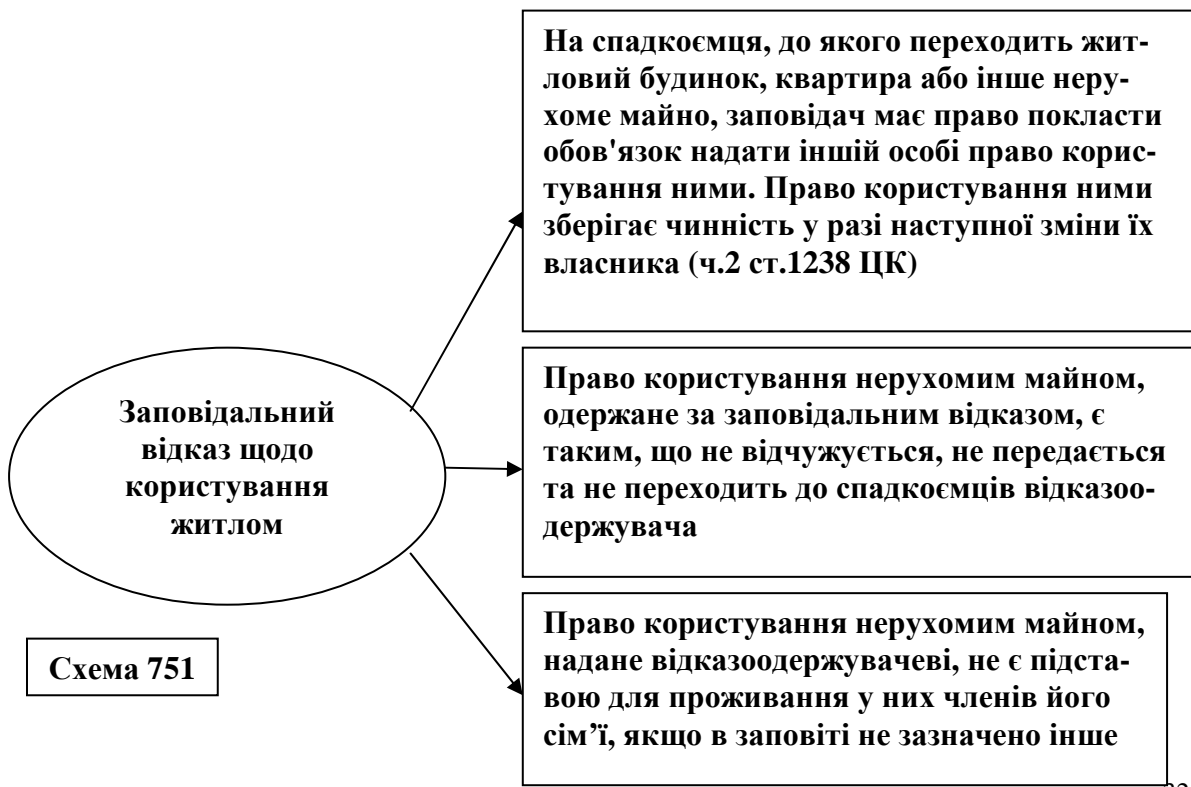 На спадкоємця, до якого переходить жит-
ловий будинок, квартира або інше неру-
хоме майно, заповідач має право покласти
обов'язок надати іншій особі право корис-
тування ними. Право користування ними
зберігає чинність у разі наступної зміни їх
власника (ч.2 ст.1238 ЦК)
Заповідальний
відказ щодо
користування
житлом
Право користування нерухомим майном,
одержане за заповідальним відказом, є
таким, що не відчужується, не передається
та не переходить до спадкоємців відказоо-
держувача
Право користування нерухомим майном,
надане відказоодержувачеві, не є підста-
вою для проживання у них членів його
сім’ї, якщо в заповіті не зазначено інше
Схема 751